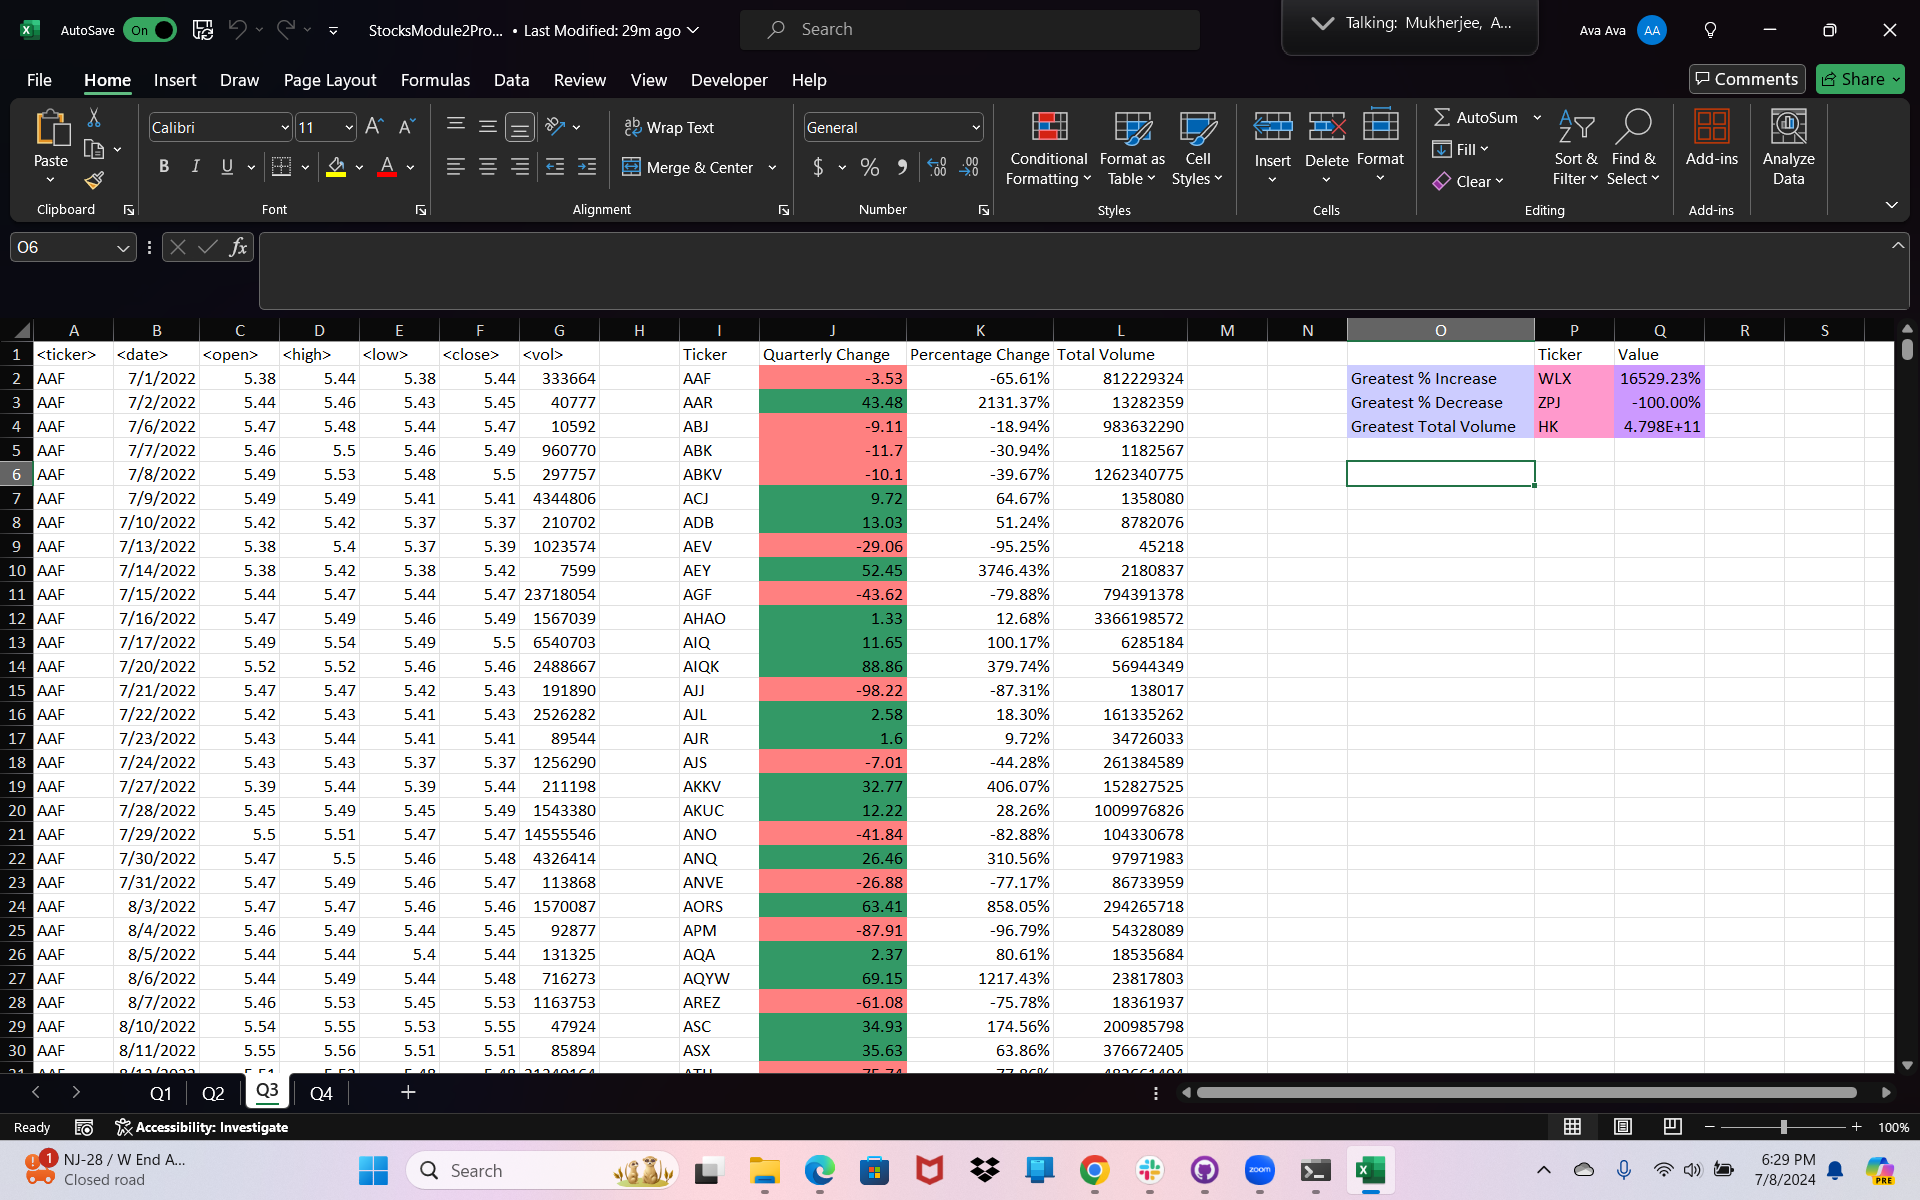 AutoSave On StocksModule2Pro... • Last Modified: 29m ago Search Talking: Mukherjee, A... Ava Ava AA
File Home Insert Draw Page Layout Formulas Data Review View Developer Help Comments Share
Calibri 11 Wrap Text General AutoSum
Paste B I U Merge & Center $ % Conditional Formatting Format as Table Cell Styles Insert Delete Format Fill Clear Sort & Filter Find & Select Add-ins Analyze Data
Clipboard Font Alignment Number Styles Cells Editing Add-ins
O6 fx
A B C D E F G H I J K L M N O P Q R S
1 <ticker> <date> <open> <high> <low> <close> <vol> Ticker Quarterly Change Percentage Change Total Volume Ticker Value
2 AAF 7/1/2022 5.38 5.44 5.38 5.44 333664 AAF -3.53 -65.61% 812229324 Greatest % Increase WLX 16529.23%
3 AAF 7/2/2022 5.44 5.46 5.43 5.45 40777 AAR 43.48 2131.37% 13282359 Greatest % Decrease ZPJ -100.00%
4 AAF 7/6/2022 5.47 5.48 5.44 5.47 10592 ABJ -9.11 -18.94% 983632290 Greatest Total Volume HK 4.798E+11
5 AAF 7/7/2022 5.46 5.5 5.46 5.49 960770 ABK -11.7 -30.94% 1182567
6 AAF 7/8/2022 5.49 5.53 5.48 5.5 297757 ABKV -10.1 -39.67% 1262340775
7 AAF 7/9/2022 5.49 5.49 5.41 5.41 4344806 ACJ 9.72 64.67% 1358080
8 AAF 7/10/2022 5.42 5.42 5.37 5.37 210702 ADB 13.03 51.24% 8782076
9 AAF 7/13/2022 5.38 5.4 5.37 5.39 1023574 AEV -29.06 -95.25% 45218
10 AAF 7/14/2022 5.38 5.42 5.38 5.42 7599 AEY 52.45 3746.43% 2180837
11 AAF 7/15/2022 5.44 5.47 5.44 5.47 23718054 AGF -43.62 -79.88% 794391378
12 AAF 7/16/2022 5.47 5.49 5.46 5.49 1567039 AHAO 1.33 12.68% 3366198572
13 AAF 7/17/2022 5.49 5.54 5.49 5.5 6540703 AIQ 11.65 100.17% 6285184
14 AAF 7/20/2022 5.52 5.52 5.46 5.46 2488667 AIQK 88.86 379.74% 56944349
15 AAF 7/21/2022 5.47 5.47 5.42 5.43 191890 AJJ -98.22 -87.31% 138017
16 AAF 7/22/2022 5.42 5.43 5.41 5.43 2526282 AJL 2.58 18.30% 161335262
17 AAF 7/23/2022 5.43 5.44 5.41 5.41 89544 AJR 1.6 9.72% 34726033
18 AAF 7/24/2022 5.43 5.43 5.37 5.37 1256290 AJS -7.01 -44.28% 261384589
19 AAF 7/27/2022 5.39 5.44 5.39 5.44 211198 AKKV 32.77 406.07% 152827525
20 AAF 7/28/2022 5.45 5.49 5.45 5.49 1543380 AKUC 12.22 28.26% 1009976826
21 AAF 7/29/2022 5.5 5.51 5.47 5.47 14555546 ANO -41.84 -82.88% 104330678
22 AAF 7/30/2022 5.47 5.5 5.46 5.48 4326414 ANQ 26.46 310.56% 97971983
23 AAF 7/31/2022 5.47 5.49 5.46 5.47 113868 ANVE -26.88 -77.17% 86733959
24 AAF 8/3/2022 5.47 5.47 5.46 5.46 1570087 AORS 63.41 858.05% 294265718
25 AAF 8/4/2022 5.46 5.49 5.44 5.45 92877 APM -87.91 -96.79% 54328089
26 AAF 8/5/2022 5.44 5.44 5.4 5.44 131325 AQA 2.37 80.61% 18535684
27 AAF 8/6/2022 5.44 5.49 5.44 5.48 716273 AQYW 69.15 1217.43% 23817803
28 AAF 8/7/2022 5.46 5.53 5.45 5.53 1163753 AREZ -61.08 -75.78% 18361937
29 AAF 8/10/2022 5.54 5.55 5.53 5.55 47924 ASC 34.93 174.56% 200985798
30 AAF 8/11/2022 5.55 5.56 5.51 5.51 85894 ASX 35.63 63.86% 376672405
Q1 Q2 Q3 Q4 +
Ready Accessibility: Investigate 100%
1 NJ-28 / W End A... Search zoom 6:29 PM PRE
Closed road 7/8/2024